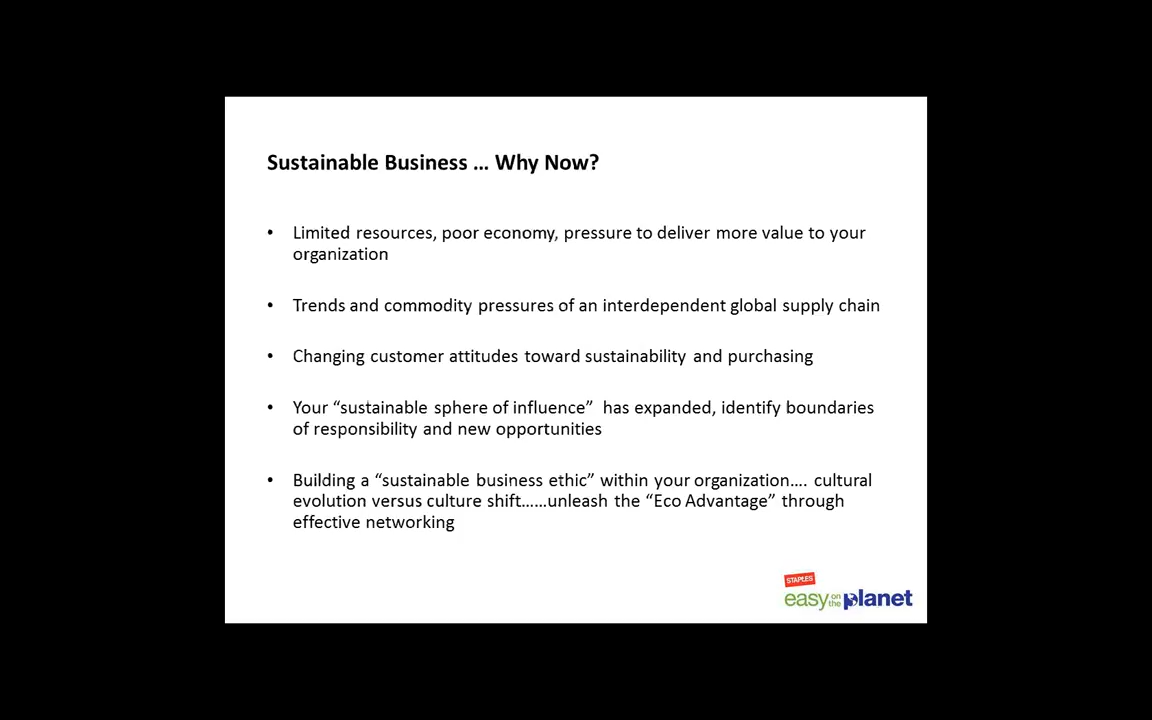 Sustainable Business ... Why Now?
• Limited resources, poor economy, pressure to deliver more value to your
organization
• Trends and commodity pressures of an interdependent global supply chain
• Changing customer attitudes toward sustainability and purchasing
• Your “sustainable sphere of influence”  has expanded, identify boundaries
of responsibility and new opportunities
• Building a “sustainable business ethic” within your organization…. cultural
evolution versus culture shift……unleash the “Eco Advantage” through
effective networking
STAPLES
easy on the planet